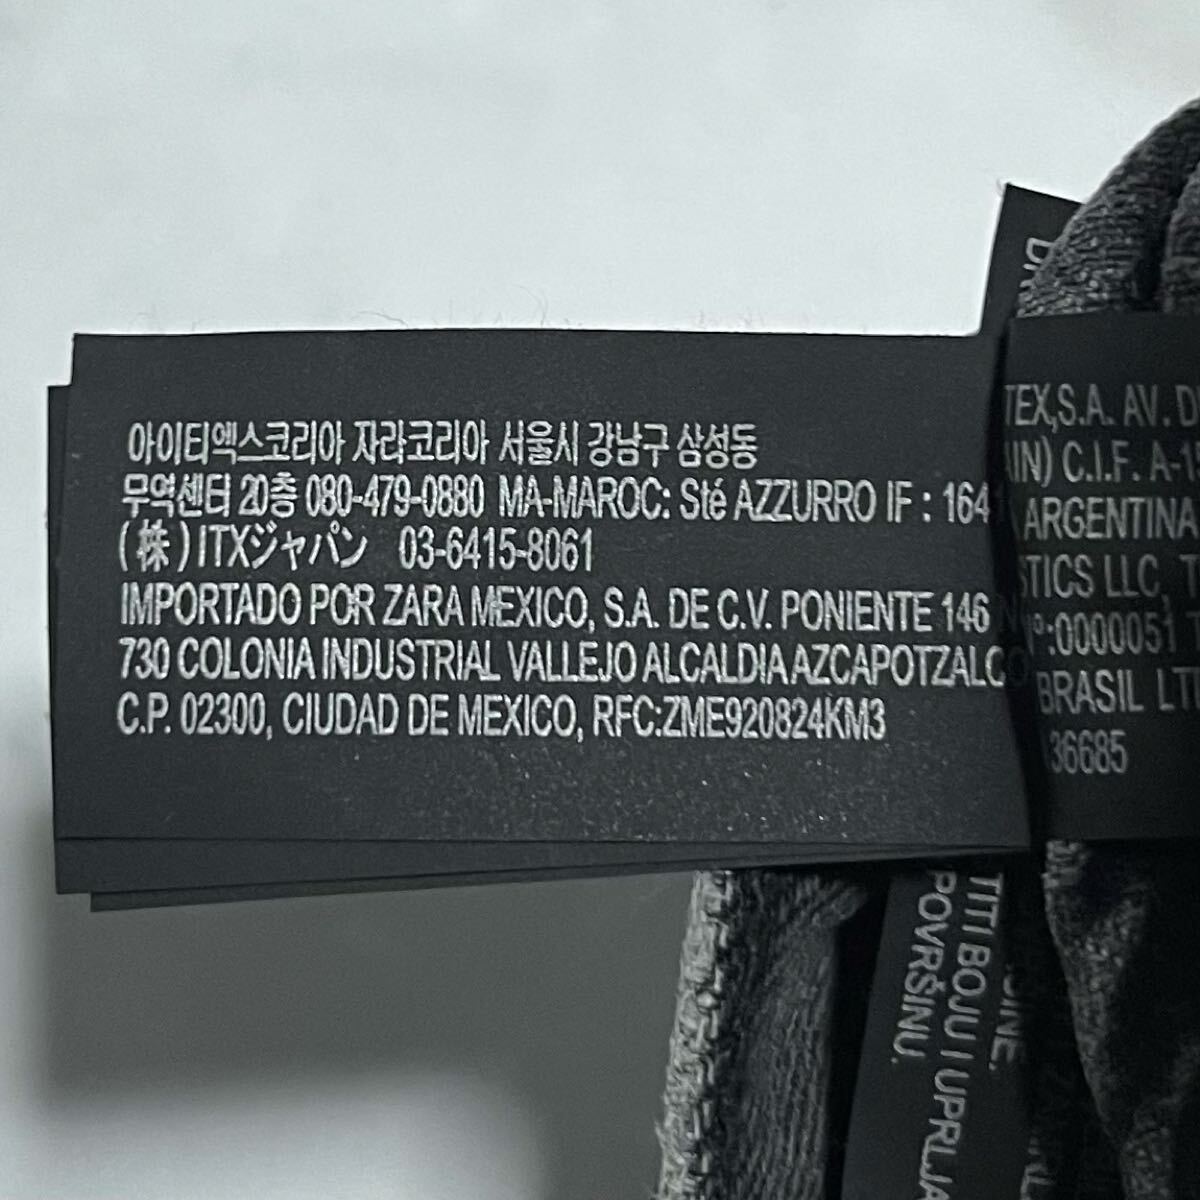 아이티엑스코리아 자라코리아 서울시 강남구 삼성동
무역센터 20층 080-479-0880 MA-MAROC: Sté AZZURRO IF : 164
(株)ITXジャパン 03-6415-8061
IMPORTADO POR ZARA MEXICO, S.A. DE C.V. PONIENTE 146
730 COLONIA INDUSTRIAL VALLEJO ALCALDIA AZCAPOTZALCO
C.P. 02300, CIUDAD DE MEXICO, RFC:ZME920824KM3
TEX,S.A. AV. D
C.I.F. A-1
ARGENTINA
STICS LLC, T
Nº:0000051 T
BRASIL LT
36685
TITI BOJU I UPRLJA
POVRŠINU.